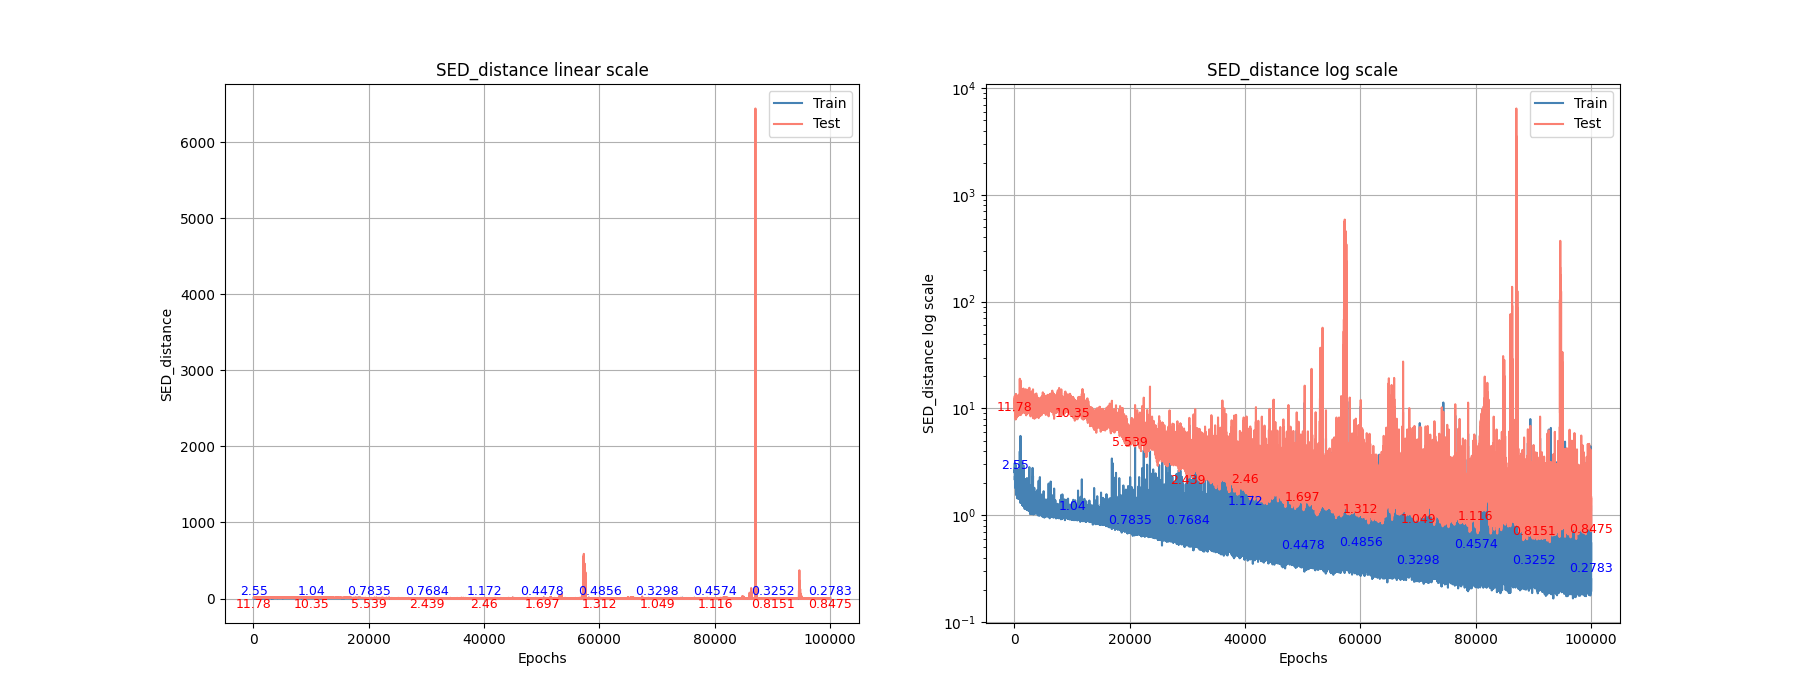 SED_distance linear scale
Train
Test
6000
5000
4000
3000
2000
1000
0
SED_distance
2.55 1.04 0.7835 0.7684 1.172 0.4478 0.4856 0.3298 0.4574 0.3252 0.2783
11.78 10.35 5.539 2.439 2.46 1.697 1.312 1.049 1.116 0.8151 0.8475
0 20000 40000 60000 80000 100000
Epochs
SED_distance log scale
Train
Test
10^4
10^3
10^2
10^1
10^0
10^-1
SED_distance log scale
11.78 10.35 5.539 2.439 2.46 1.697 1.312 1.049 1.116 0.8151 0.8475
2.55 1.04 0.7835 0.7684 1.172 0.4478 0.4856 0.3298 0.4574 0.3252 0.2783
0 20000 40000 60000 80000 100000
Epochs